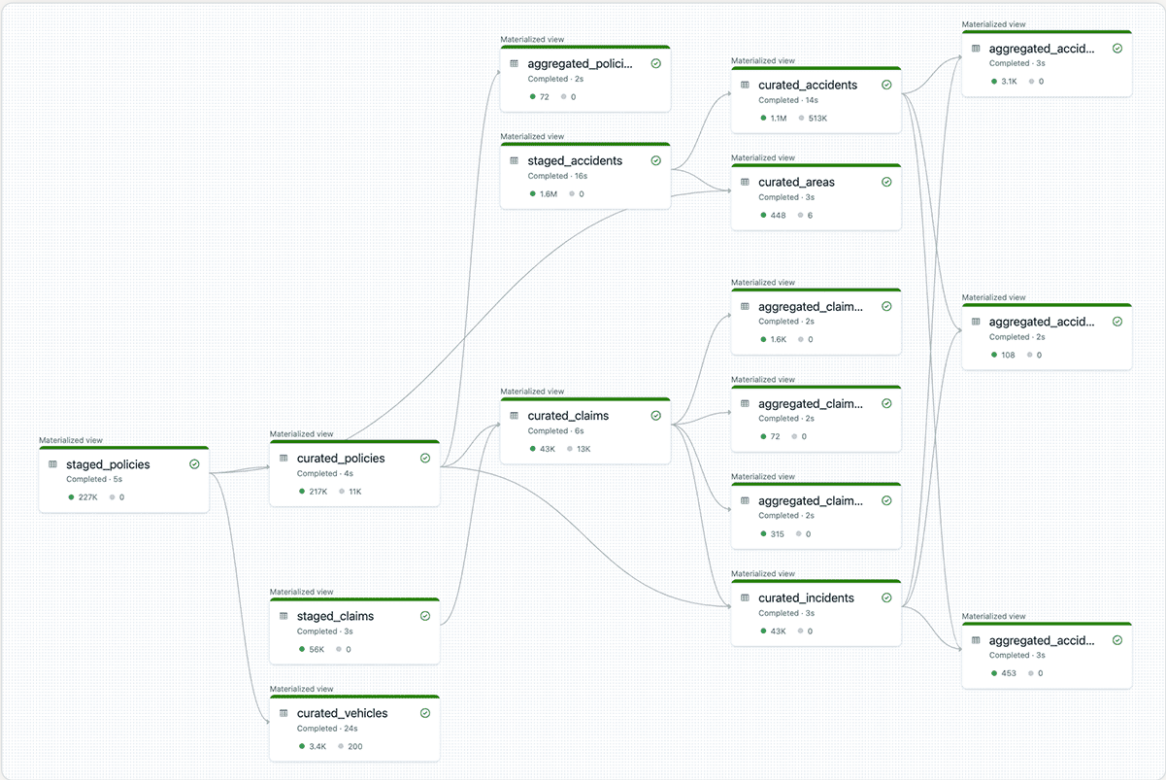 Materialized view
staged_policies
Completed · 5s
227K 0
Materialized view
curated_policies
Completed · 4s
217K 11K
Materialized view
staged_claims
Completed · 3s
56K 0
Materialized view
curated_vehicles
Completed · 24s
3.4K 200
Materialized view
aggregated_polici...
Completed · 2s
72 0
Materialized view
staged_accidents
Completed · 16s
1.6M 0
Materialized view
curated_claims
Completed · 6s
43K 13K
Materialized view
curated_accidents
Completed · 14s
1.1M 513K
Materialized view
curated_areas
Completed · 3s
448 6
Materialized view
aggregated_claim...
Completed · 2s
1.6K 0
Materialized view
aggregated_claim...
Completed · 2s
72 0
Materialized view
aggregated_claim...
Completed · 2s
315 0
Materialized view
curated_incidents
Completed · 3s
43K 0
Materialized view
aggregated_accid...
Completed · 3s
3.1K 0
Materialized view
aggregated_accid...
Completed · 2s
108 0
Materialized view
aggregated_accid...
Completed · 3s
453 0